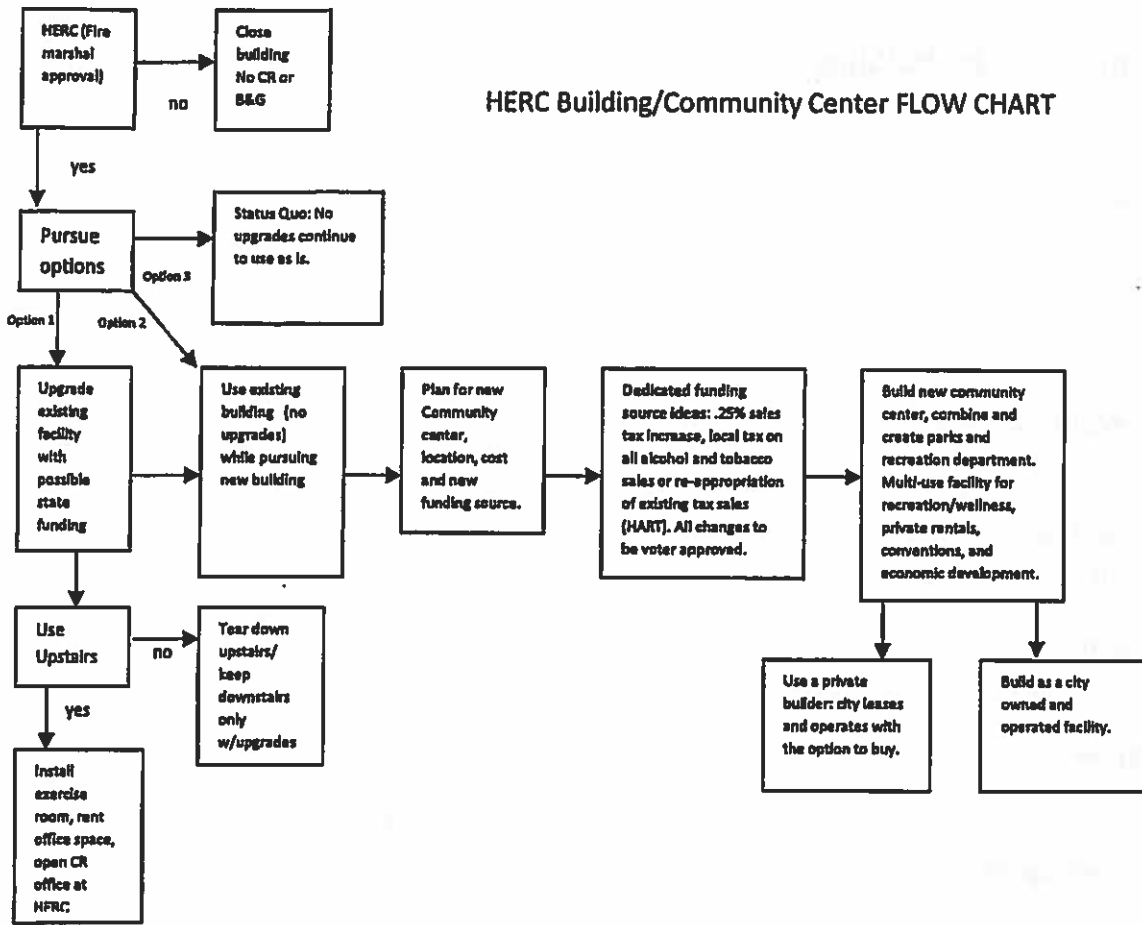 HERC (Fire
marshal
approval)
no
Close
building
No CR or
B&G
HERC Building/Community Center FLOW CHART
yes
Pursue
options
Status Quo: No
upgrades continue
to use as is.
Option 3
Option 1
Option 2
Upgrade
existing
facility
with
possible
state
funding
Use existing
building (no
upgrades)
while pursuing
new building
Plan for new
Community
center,
location, cost
and new
funding source.
Dedicated funding
source ideas: .25% sales
tax increase, local tax on
all alcohol and tobacco
sales or re-appropriation
of existing tax sales
(HART). All changes to
be voter approved.
Build new community
center, combine and
create parks and
recreation department.
Multi-use facility for
recreation/wellness,
private rentals,
conventions, and
economic development.
Use
Upstairs
no
Tear down
upstairs/
keep
downstairs
only
w/upgrades
Use a private
builder: city leases
and operates with
the option to buy.
Build as a city
owned and
operated facility.
yes
Install
exercise
room, rent
office space,
open CR
office at
HERC